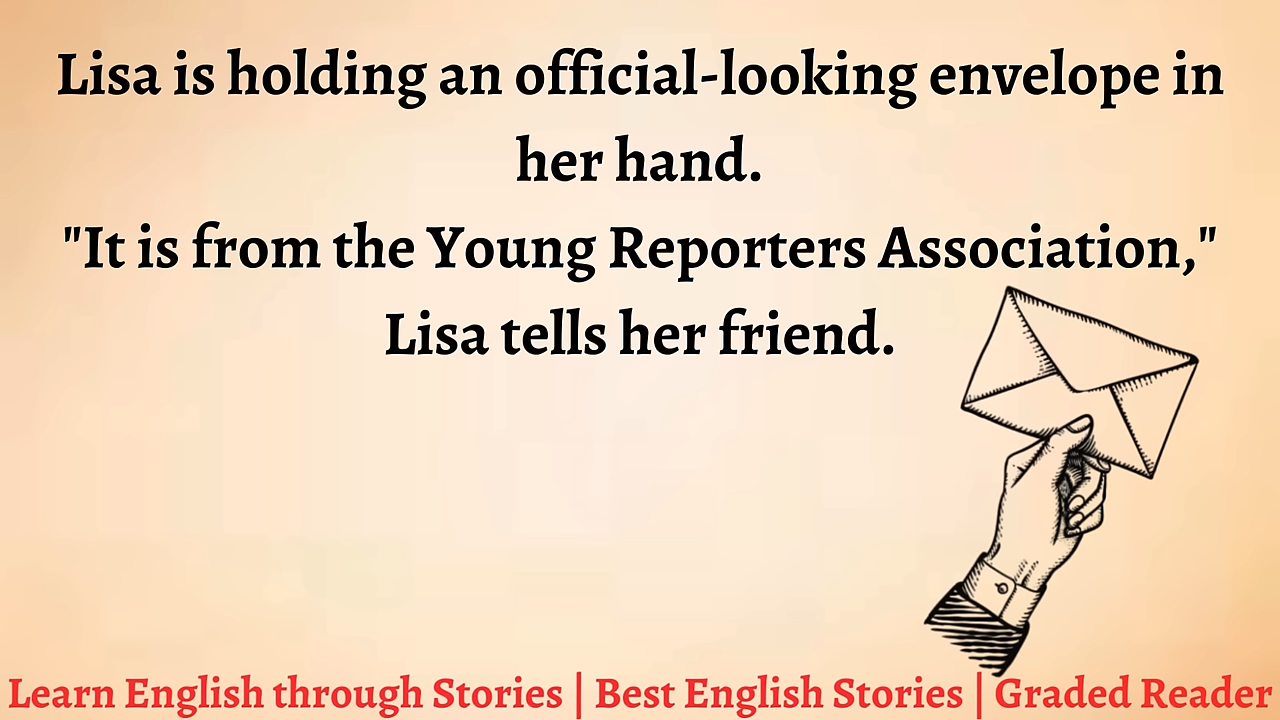 Lisa is holding an official-looking envelope in
her hand.
"It is from the Young Reporters Association,"
Lisa tells her friend.
Learn English through Stories | Best English Stories | Graded Reader